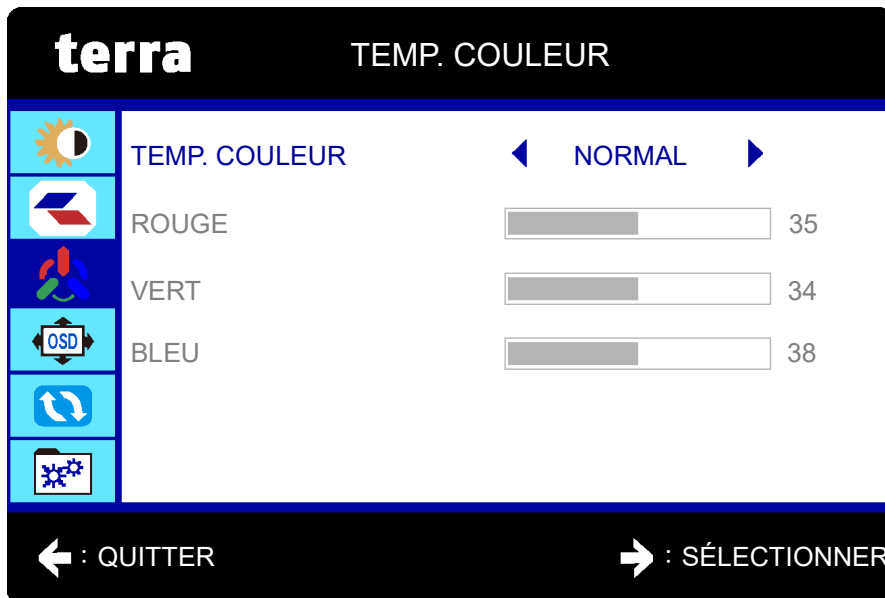 terra TEMP. COULEUR
TEMP. COULEUR NORMAL
ROUGE 35
VERT 34
OSD
BLEU 38
: QUITTER : SÉLECTIONNER